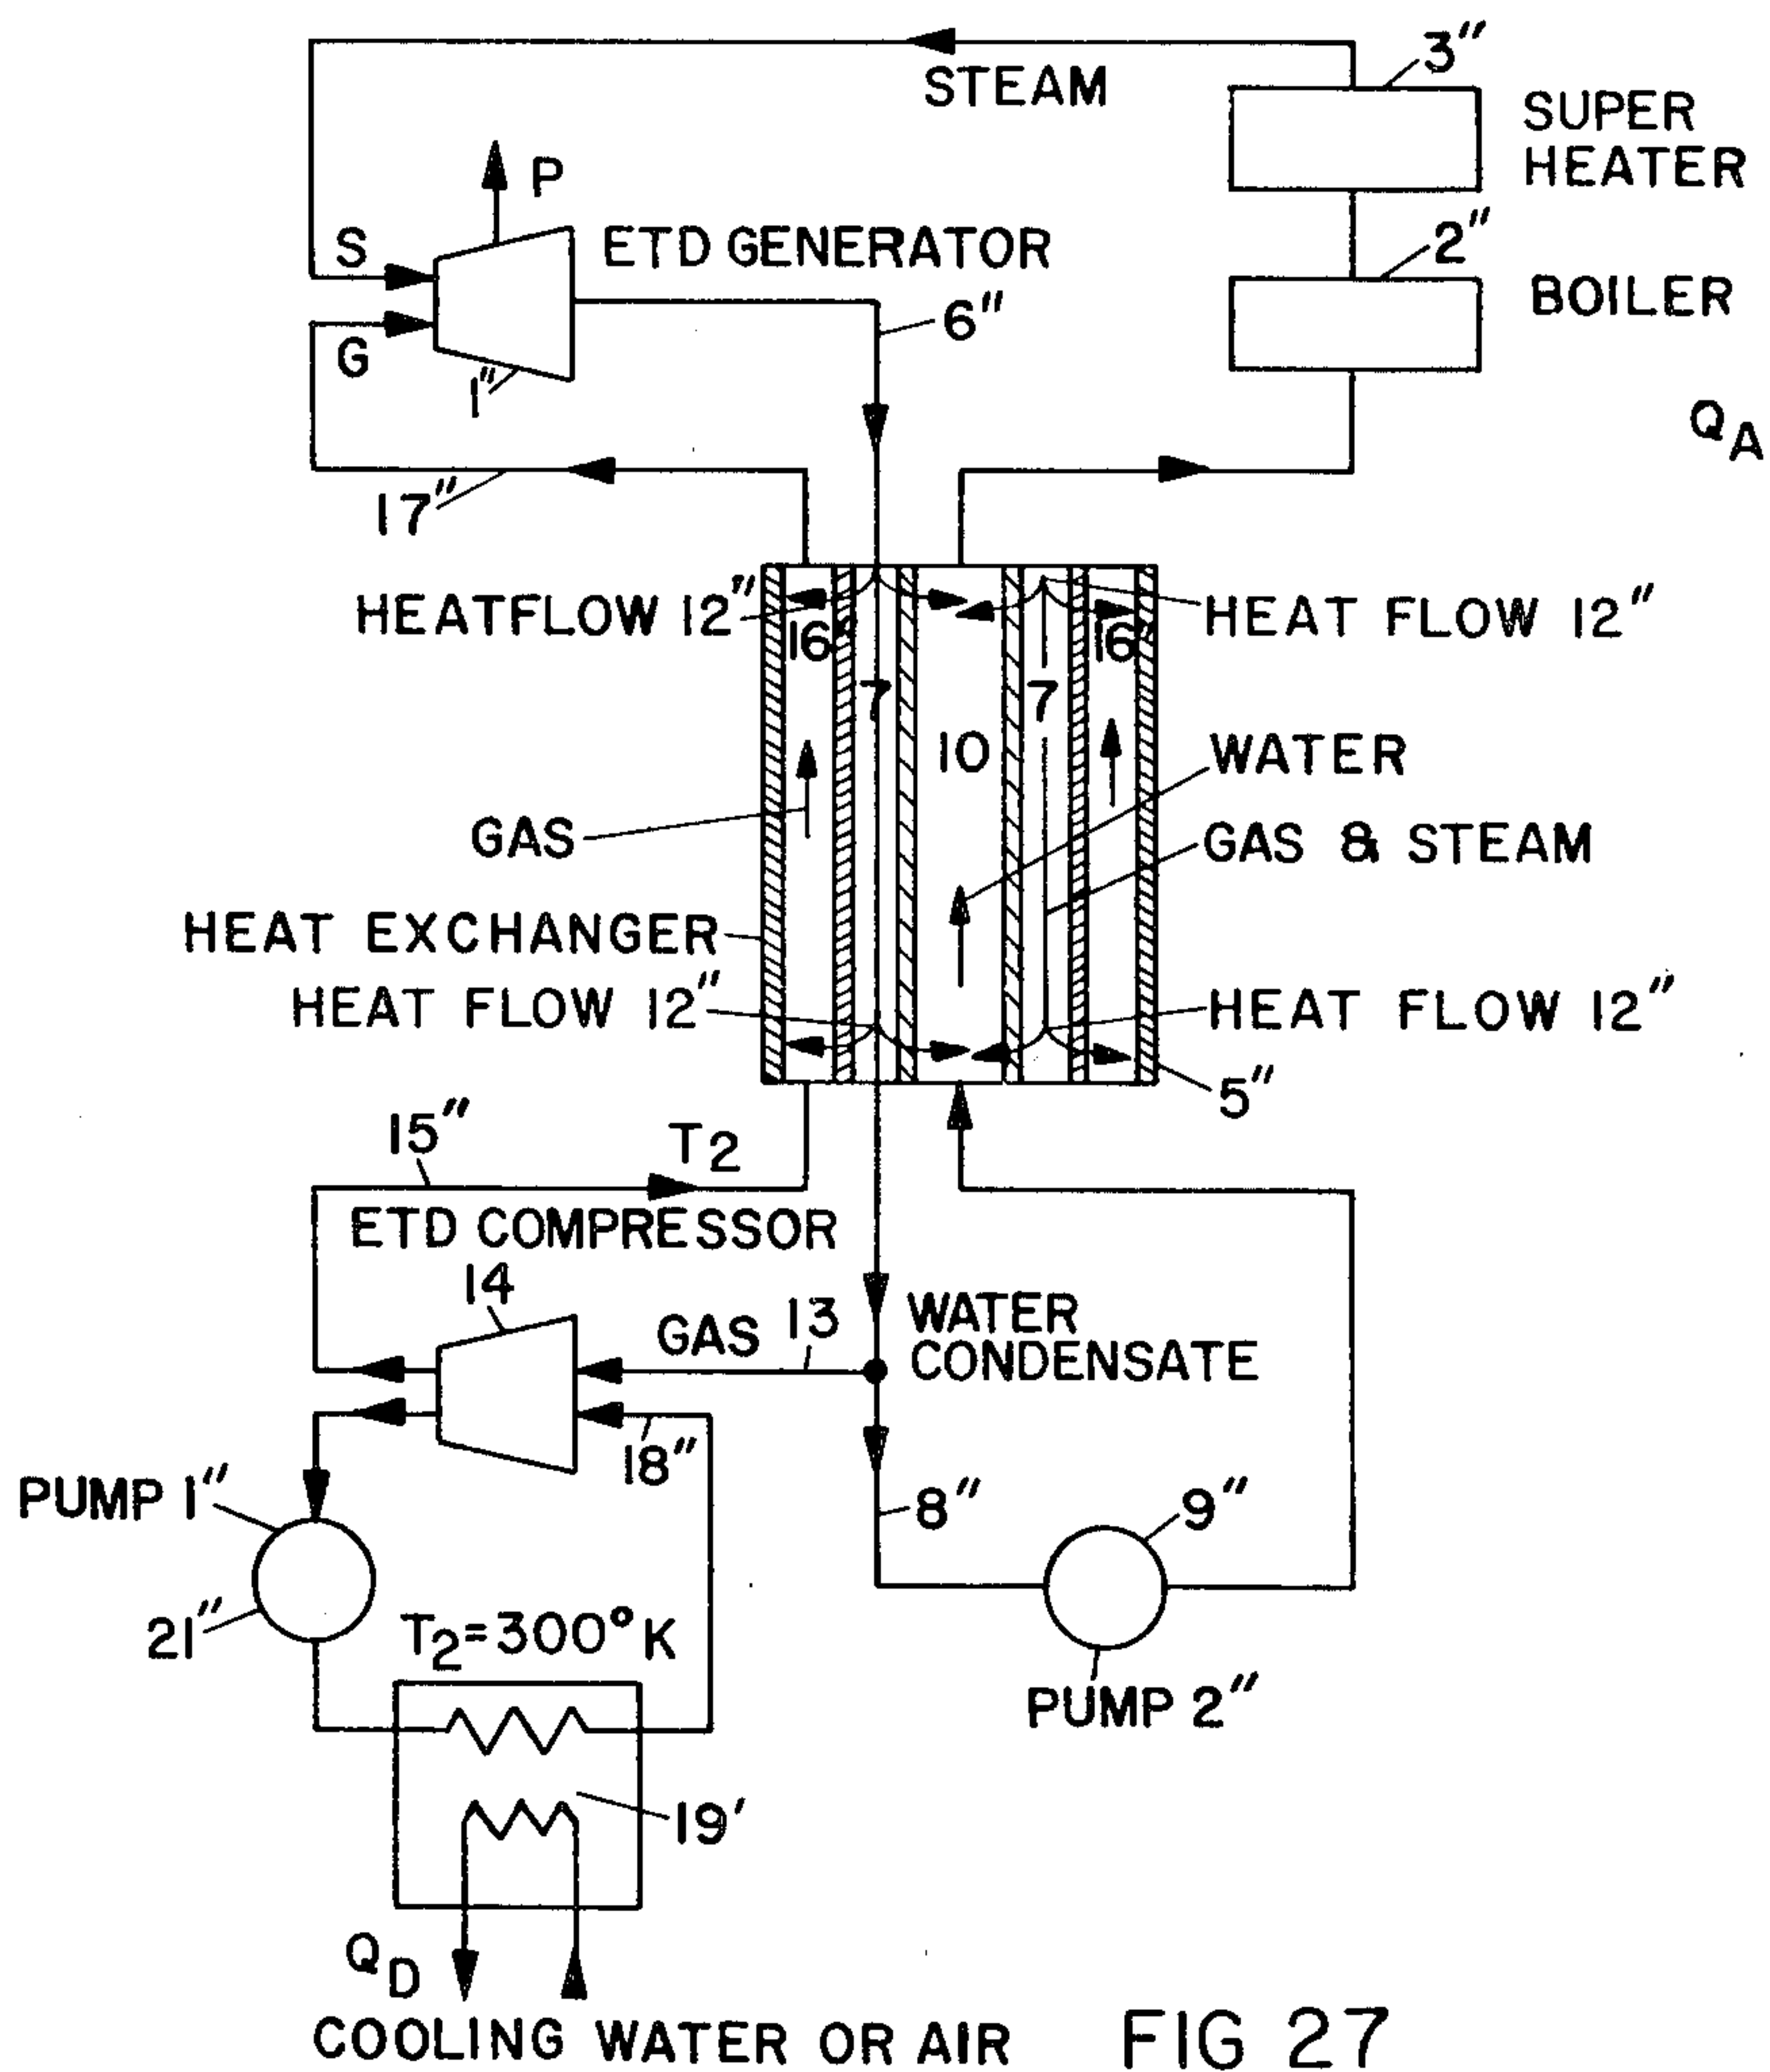 3″
STEAM
SUPER
HEATER
P
S
ETD GENERATOR
2″
BOILER
6″
G
1″
Q A
17″
HEATFLOW 12″
HEAT FLOW 12″
16″
16″
7
7
10
WATER
GAS
GAS & STEAM
HEAT EXCHANGER
HEAT FLOW 12″
HEAT FLOW 12″
5″
15″
T2
ETD COMPRESSOR
14
GAS 13
WATER
CONDENSATE
18″
PUMP 1″
8″
9″
21″
T2=300°K
PUMP 2″
19′
QD
COOLING WATER OR AIR
FIG 27